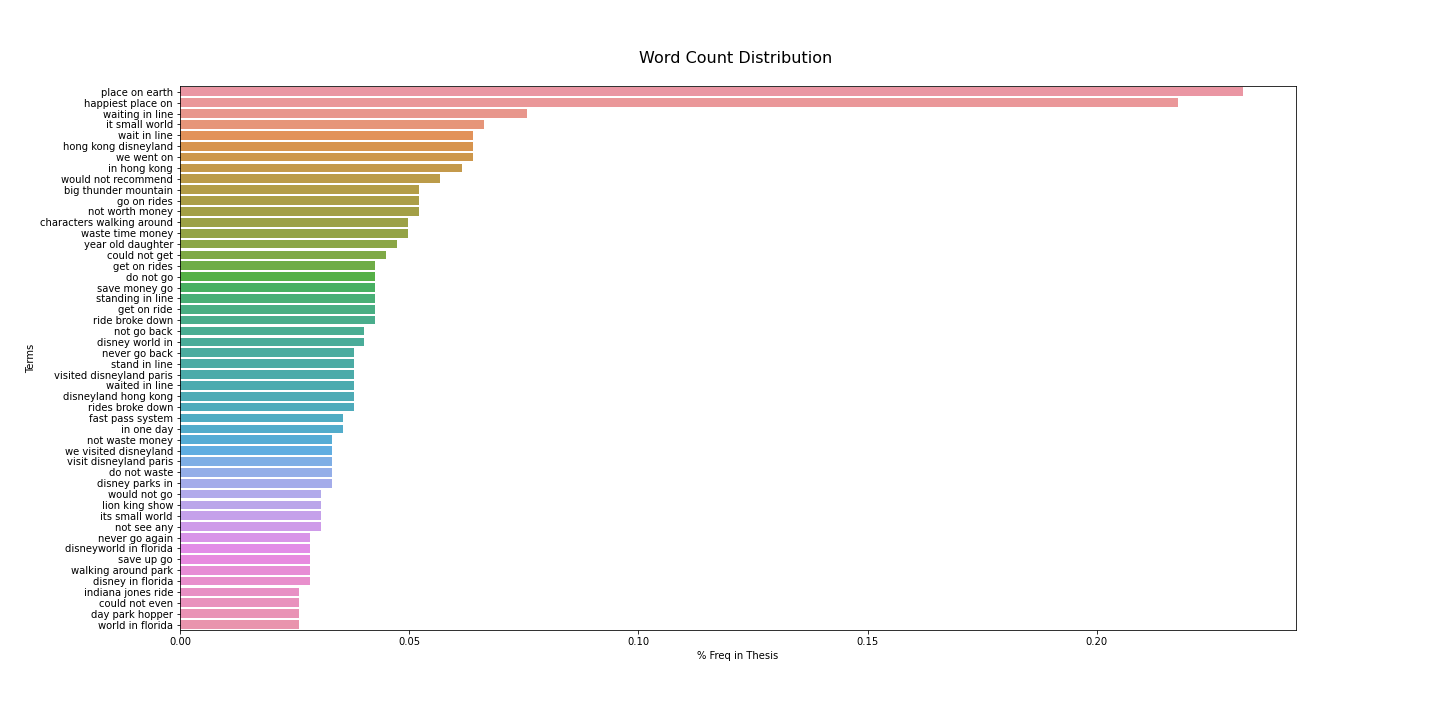 Word Count Distribution
place on earth
happiest place on
waiting in line
it small world
wait in line
hong kong disneyland
we went on
in hong kong
would not recommend
big thunder mountain
go on rides
not worth money
characters walking around
waste time money
year old daughter
could not get
get on rides
do not go
save money go
standing in line
get on ride
ride broke down
not go back
disney world in
never go back
stand in line
visited disneyland paris
waited in line
disneyland hong kong
rides broke down
fast pass system
in one day
not waste money
we visited disneyland
visit disneyland paris
do not waste
disney parks in
would not go
lion king show
its small world
not see any
never go again
disneyworld in florida
save up go
walking around park
disney in florida
indiana jones ride
could not even
day park hopper
world in florida
Terms
0.00 0.05 0.10 0.15 0.20
% Freq in Thesis